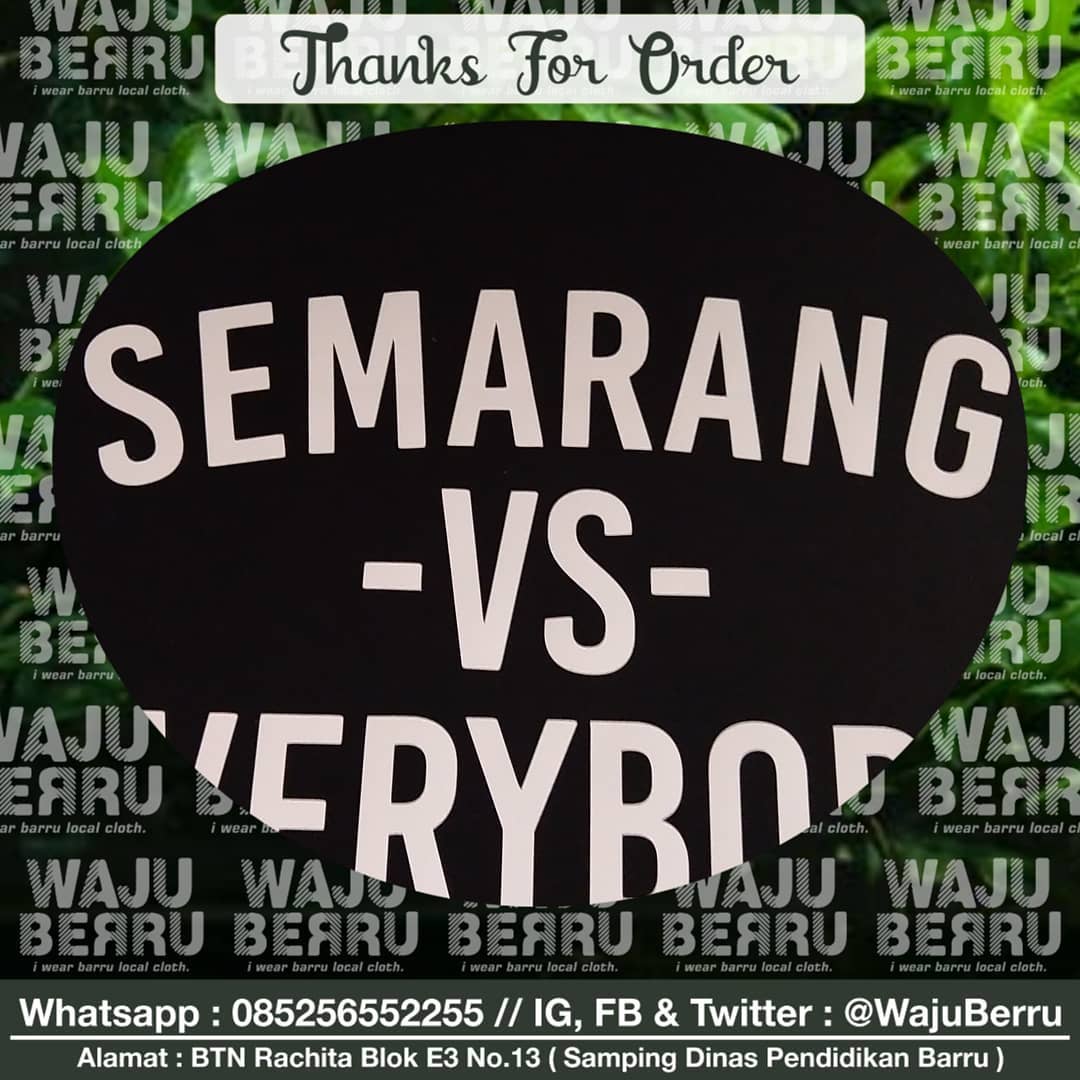 Thanks For Order
SEMARANG
-VS-
EVERYBOD
WAJU
BERRU
i wear barru local cloth.
Whatsapp : 085256552255 // IG, FB & Twitter : @WajuBerru
Alamat : BTN Rachita Blok E3 No.13 ( Samping Dinas Pendidikan Barru )